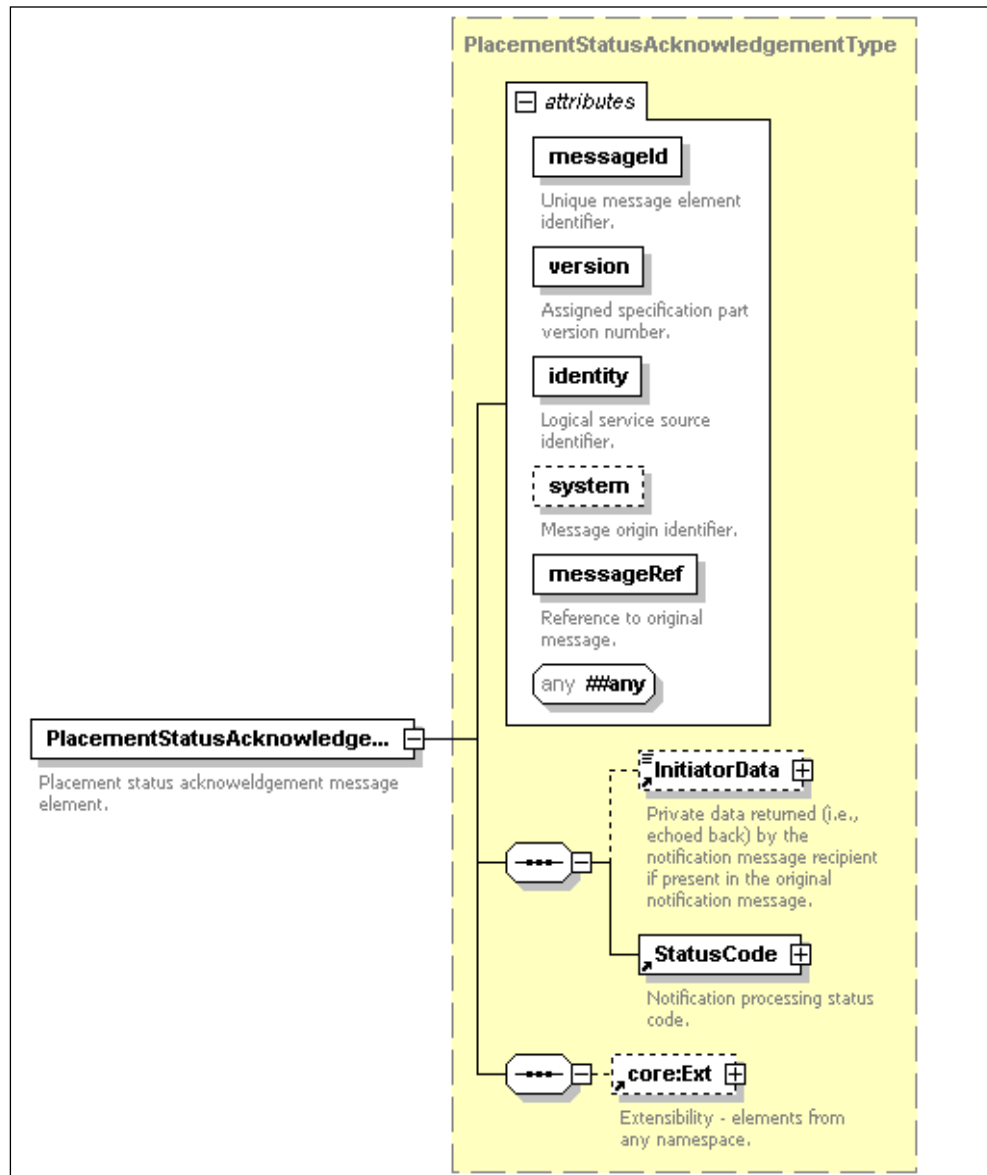 PlacementStatusAcknowledgementType
attributes
messageId
Unique message element
identifier.
version
Assigned specification part
version number.
identity
Logical service source
identifier.
system
Message origin identifier.
messageRef
Reference to original
message.
any ##any
PlacementStatusAcknowledge...
Placement status acknoweldgement message
element.
InitiatorData
Private data returned (i.e.,
echoed back) by the
notification message recipient
if present in the original
notification message.
StatusCode
Notification processing status
code.
core:Ext
Extensibility - elements from
any namespace.